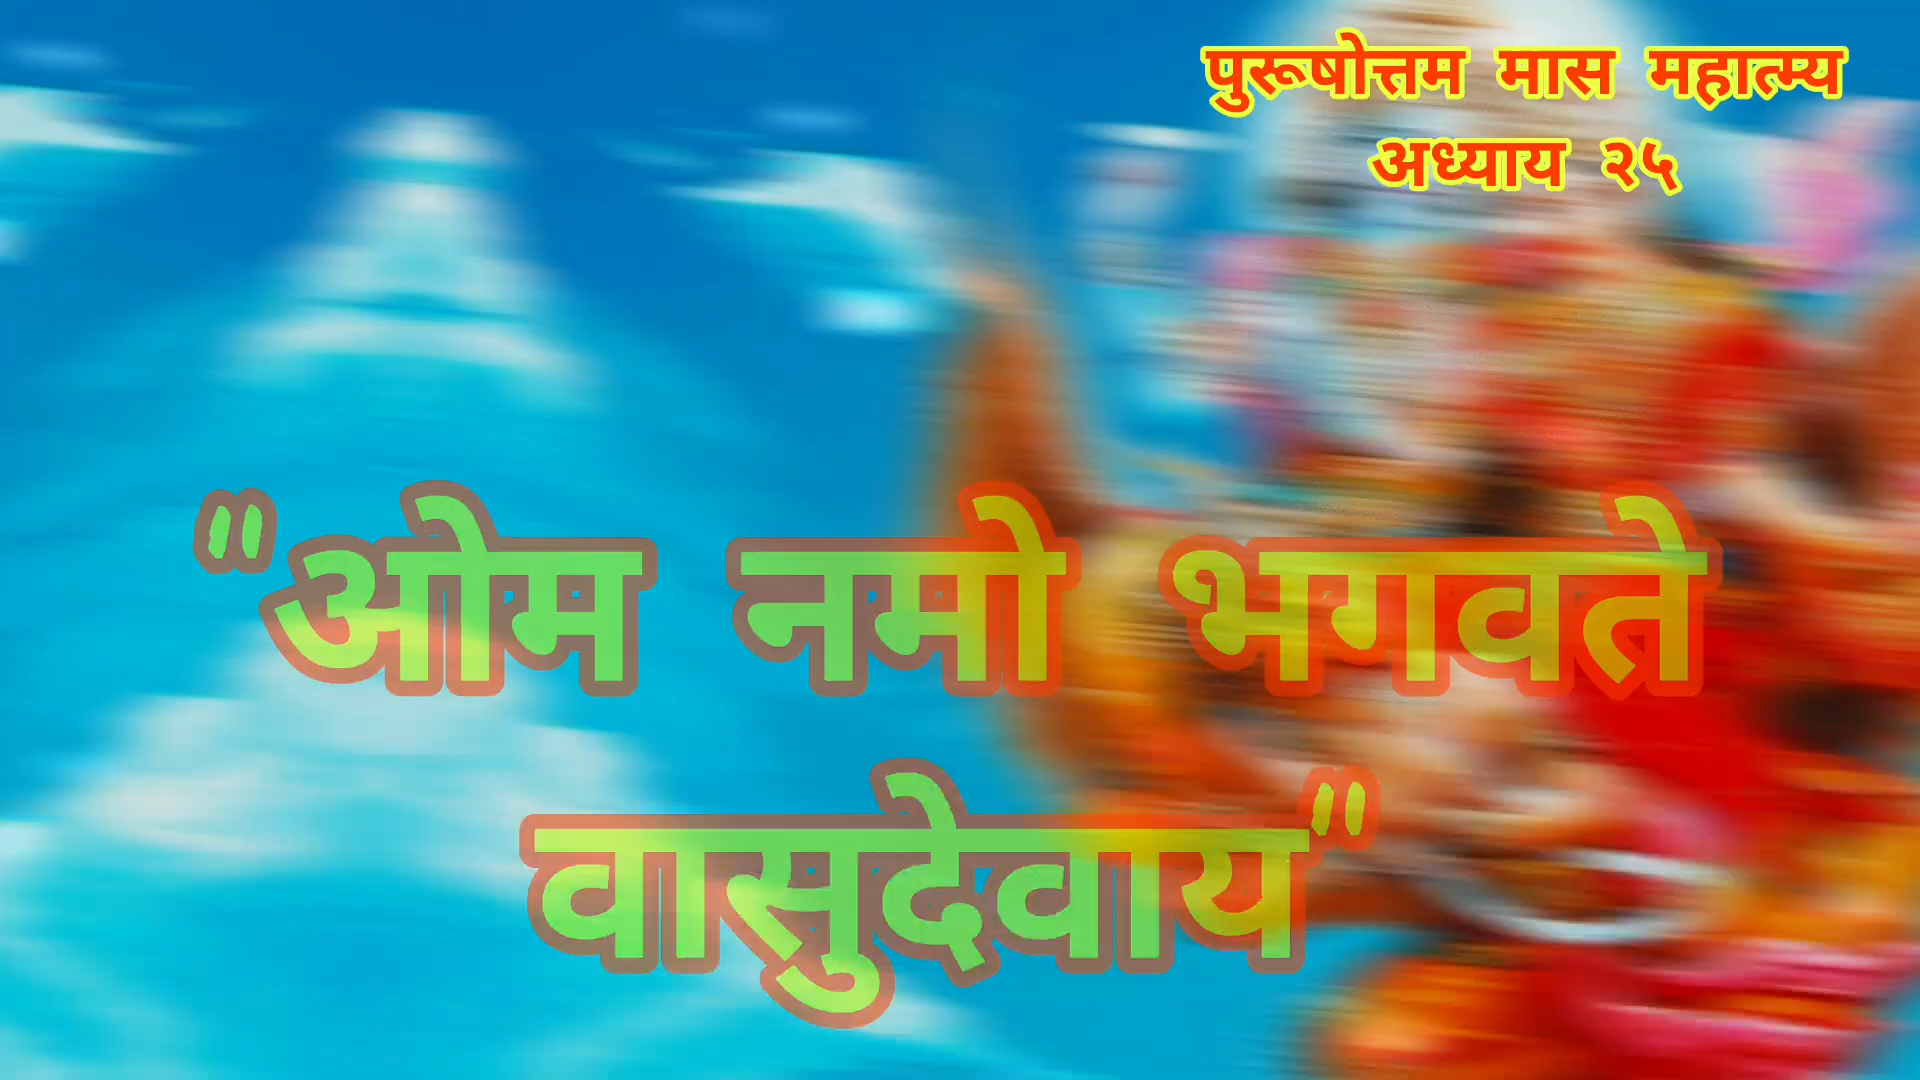 पुरूषोत्तम मास महात्म्य
अध्याय २५
"ओम नमो भगवते
वासुदेवाय"